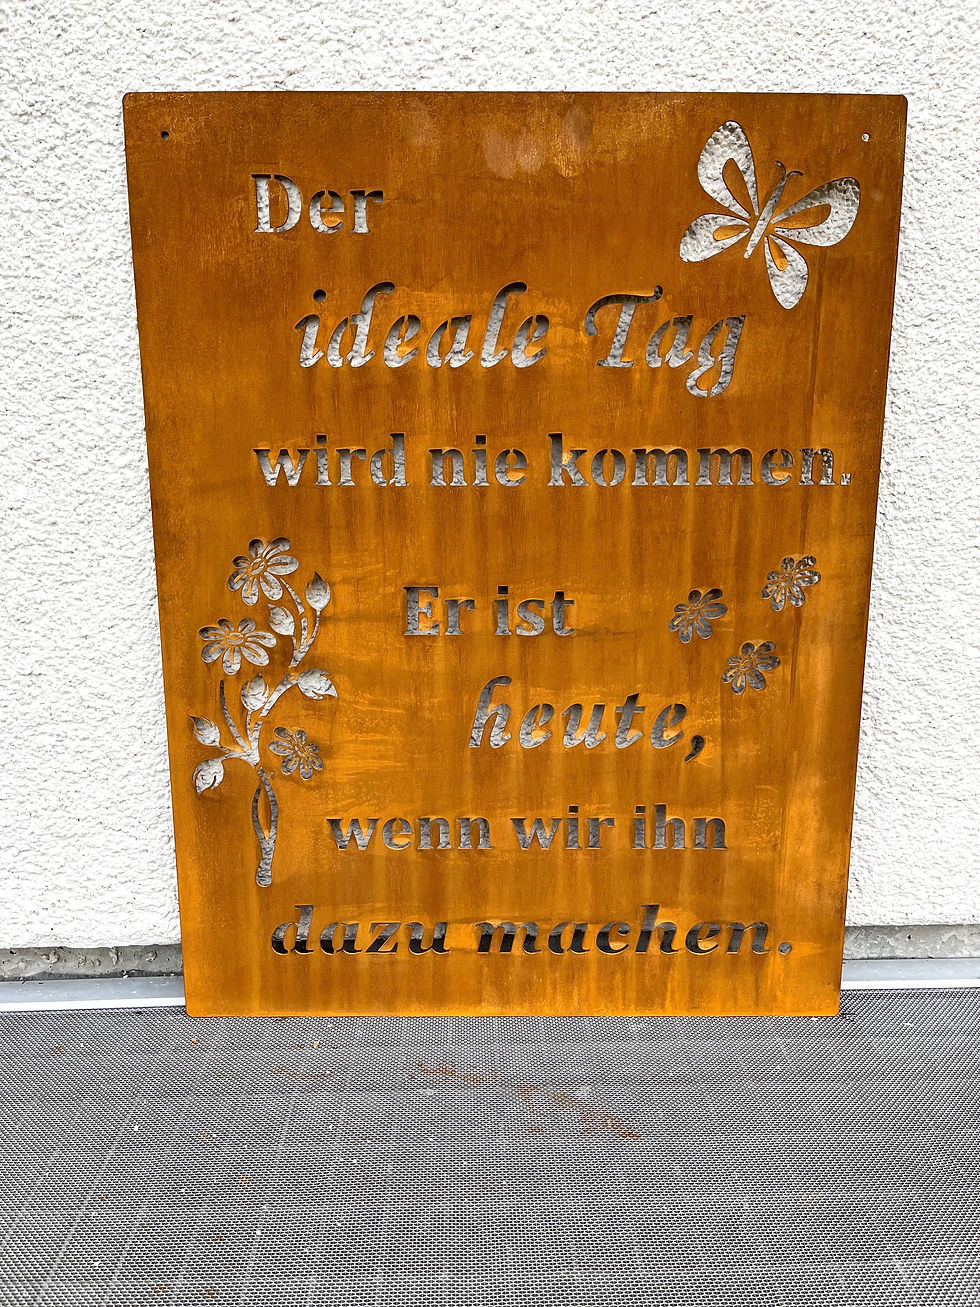 Der
ideale Tag
wird nie kommen.
Er ist
heute,
wenn wir ihn
dazu machen.